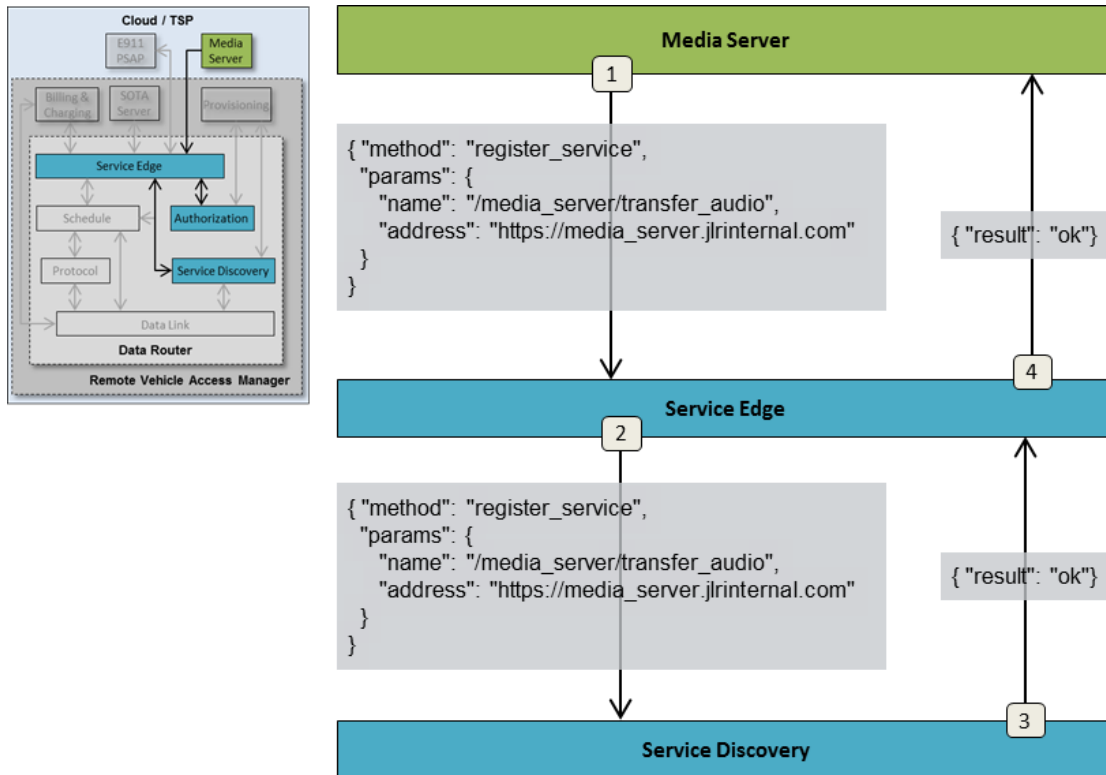 Cloud / TSP
E911
PSAP
Media
Server
Billing &
Charging
SOTA
Server
Provisioning
Service Edge
Schedule
Authorization
Protocol
Service Discovery
Data Link
Data Router
Remote Vehicle Access Manager
Media Server
1
{ "method": "register_service",
"params": {
"name": "/media_server/transfer_audio",
"address": "https://media_server.jlrinternal.com"
}
}
{ "result": "ok"}
4
Service Edge
2
{ "method": "register_service",
"params": {
"name": "/media_server/transfer_audio",
"address": "https://media_server.jlrinternal.com"
}
}
{ "result": "ok"}
3
Service Discovery